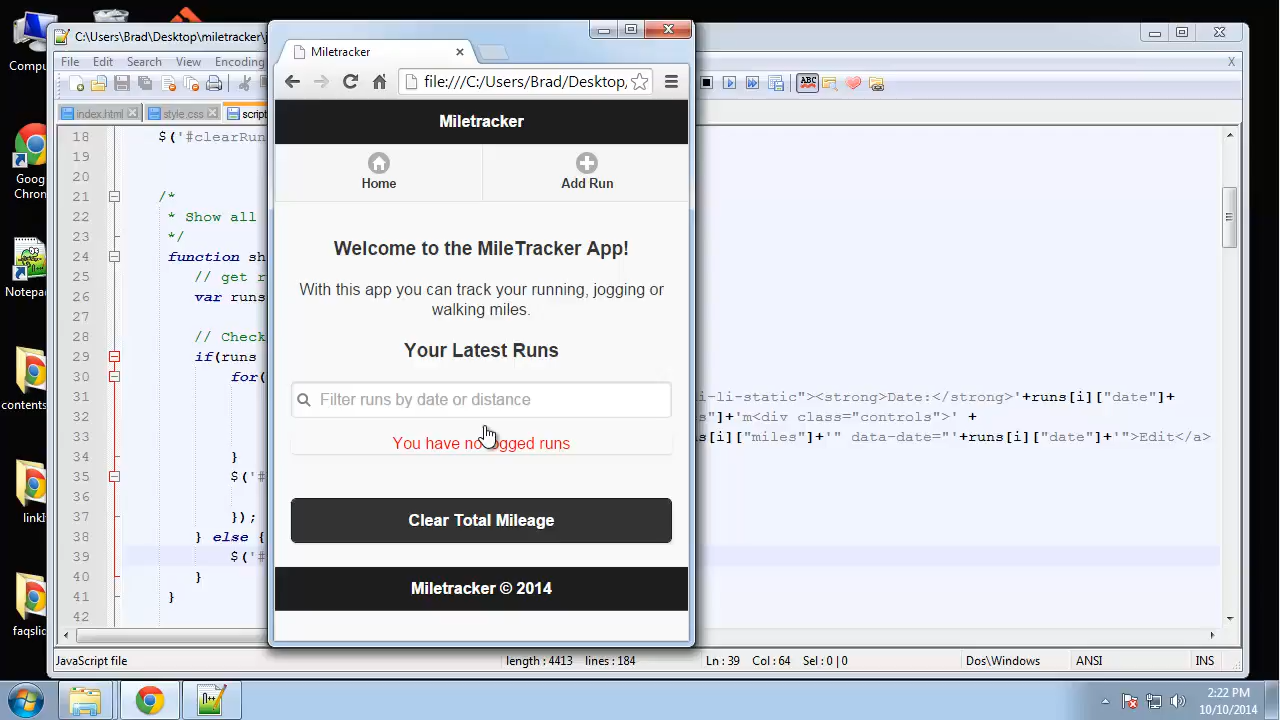 Compu
C:\Users\Brad\Desktop\miletracker\
File Edit Search View Encoding
X
index.html style.css script
Goog
Chron
Notep
contents
linkI
faqslid
18 $('#clearRun
19
20
21 /*
22 * Show all
23 */
24 function sh
25 // get r
26 var runs
27
28 // Check
29 if(runs
30 for(
31 i-li-static"><strong>Date:</strong>'+runs[i]["date"]+
32 s"]+'m<div class="controls">' +
33 s[i]["miles"]+'" data-date="'+runs[i]["date"]+'">Edit</a>
34 }
35 $('#
36
37 });
38 } else {
39 $('#
40 }
41 }
42
Miletracker
file:///C:/Users/Brad/Desktop,
Miletracker
Home
Add Run
Welcome to the MileTracker App!
With this app you can track your running, jogging or
walking miles.
Your Latest Runs
Filter runs by date or distance
You have no logged runs
Clear Total Mileage
Miletracker © 2014
ABC
JavaScript file length : 4413 lines : 184 Ln : 39 Col : 64 Sel : 0 | 0 Dos\Windows ANSI INS
2:22 PM
10/10/2014